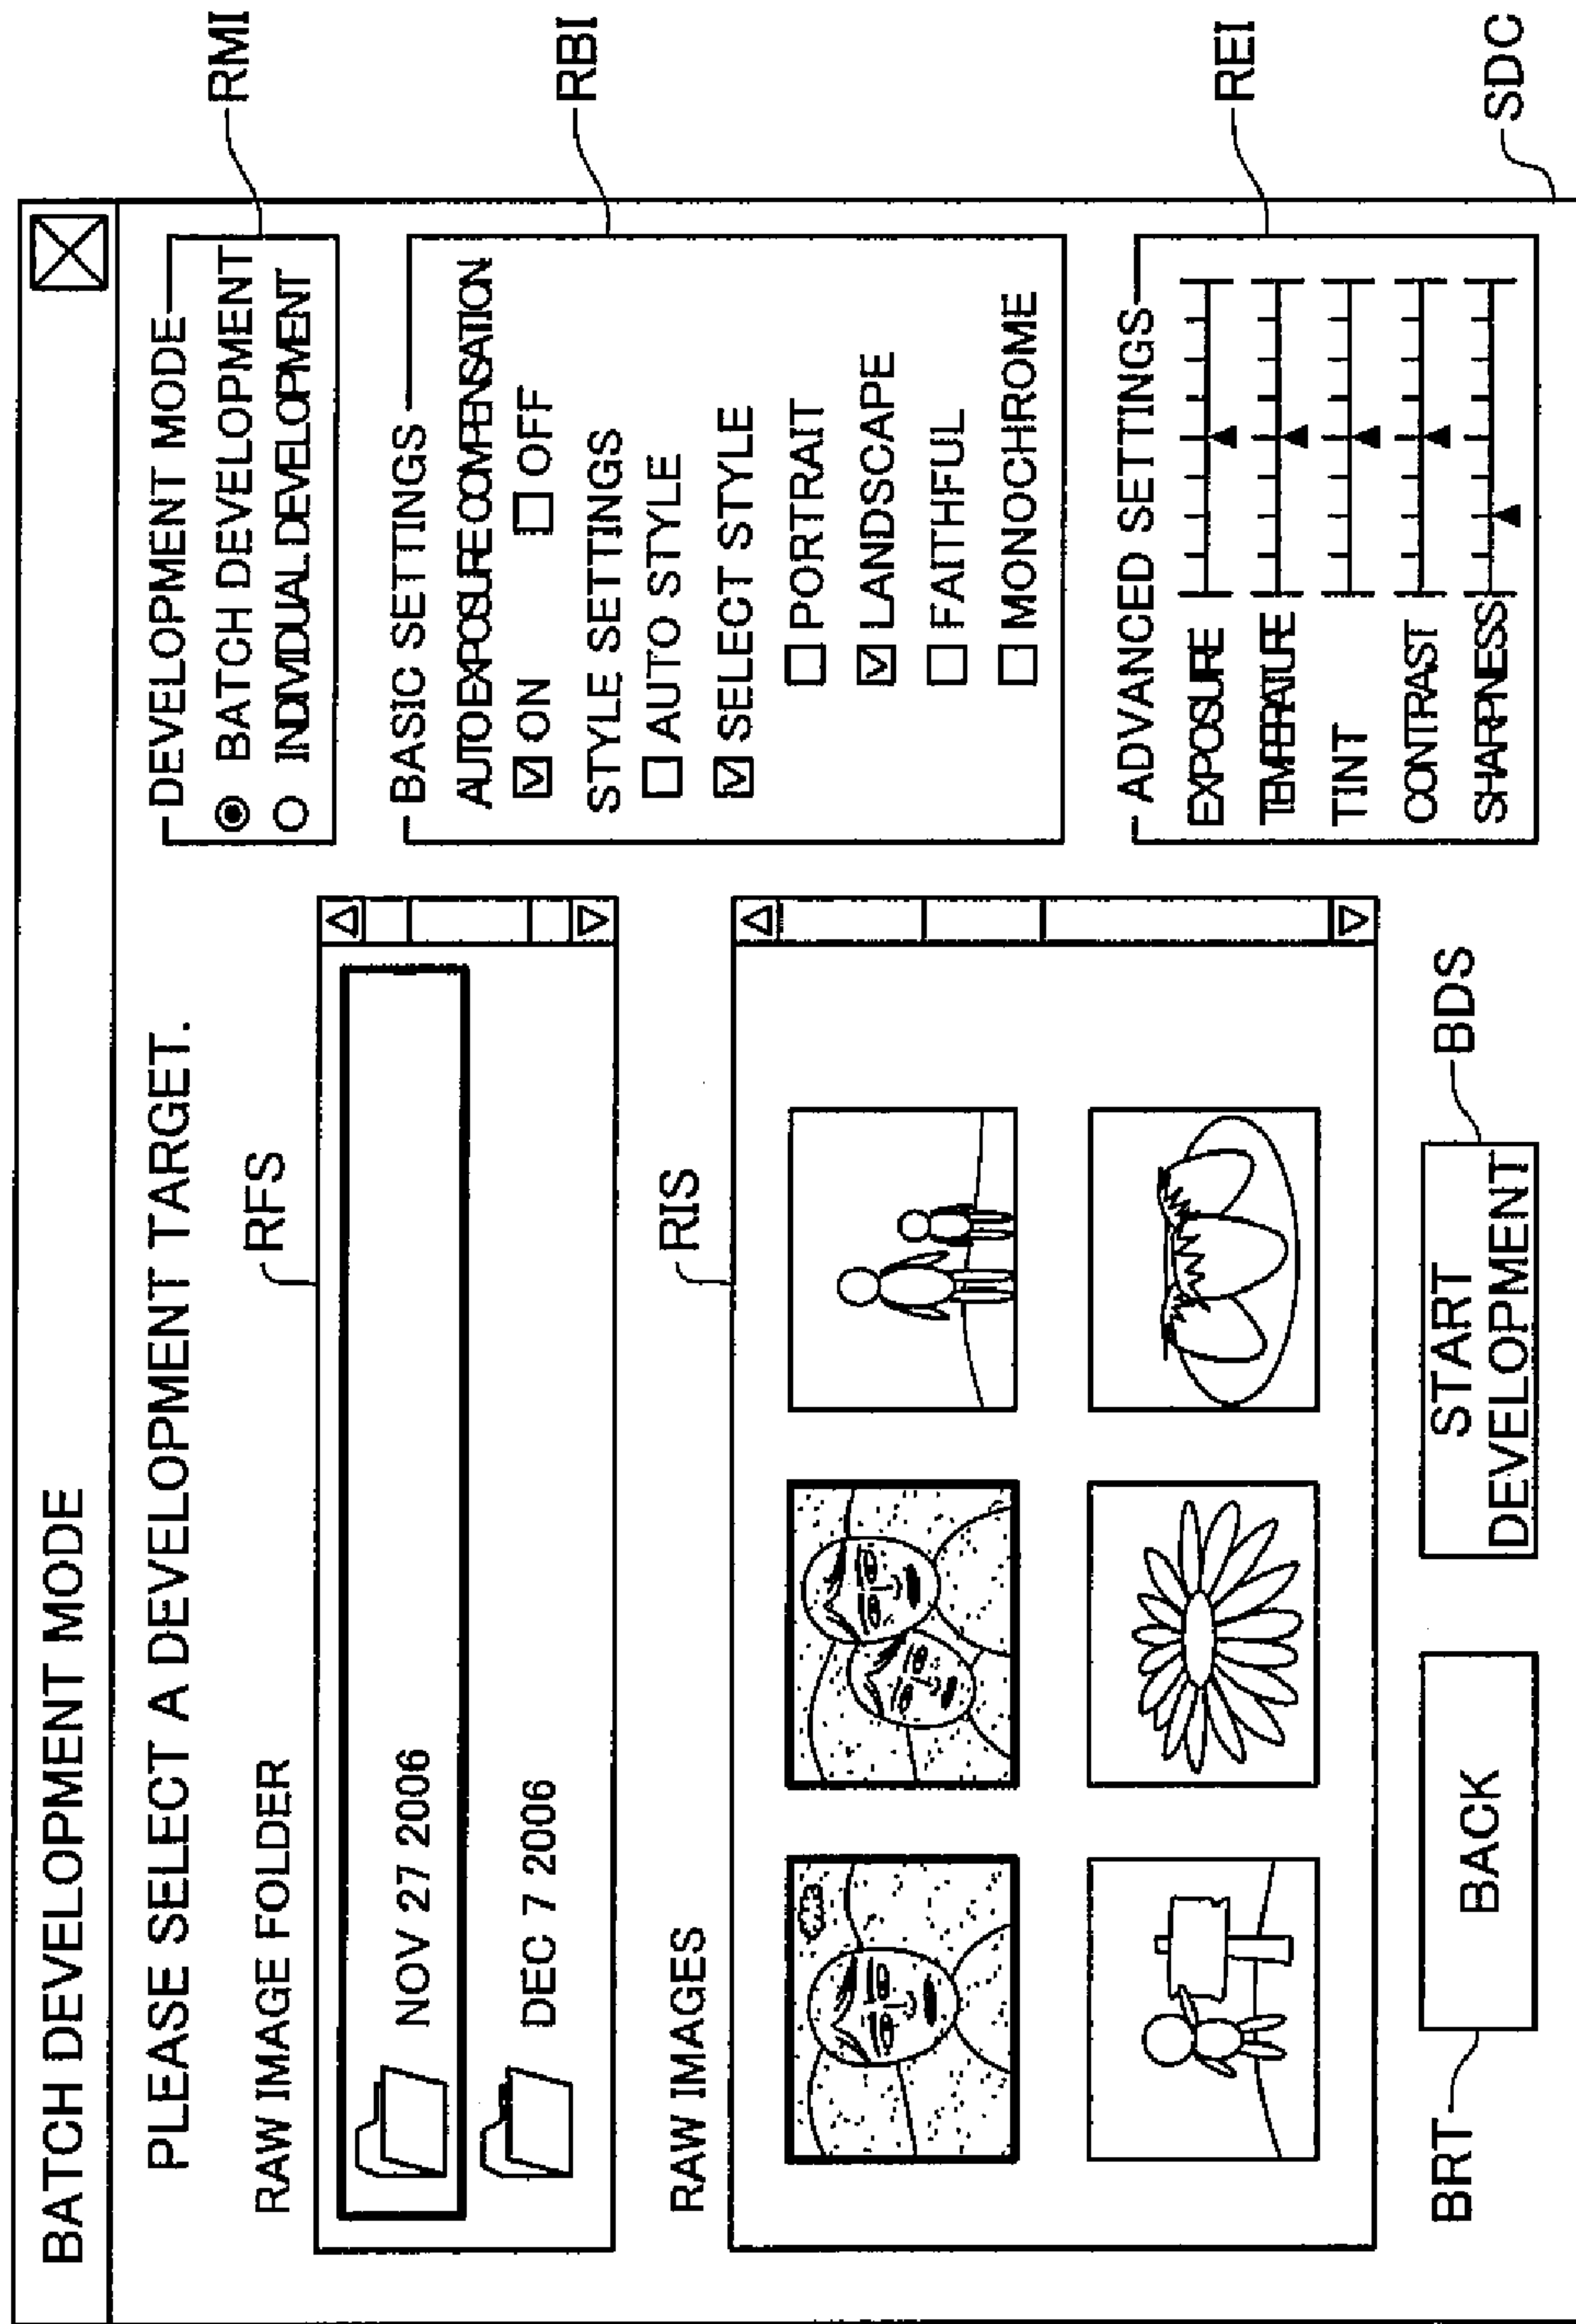 BATCH DEVELOPMENT MODE
PLEASE SELECT A DEVELOPMENT TARGET.
RAW IMAGE FOLDER
RFS
NOV 27 2006
DEC 7 2006
RAW IMAGES
RIS
BRT
BACK
START
DEVELOPMENT
BDS
DEVELOPMENT MODE
RMI
BATCH DEVELOPMENT
INDIVIDUAL DEVELOPMENT
BASIC SETTINGS
RBI
AUTO EXPOSURE COMPENSATION
ON OFF
STYLE SETTINGS
AUTO STYLE
SELECT STYLE
PORTRAIT
LANDSCAPE
FAITHFUL
MONOCHROME
ADVANCED SETTINGS
REI
EXPOSURE
TEMPERATURE
TINT
CONTRAST
SHARPNESS
SDC